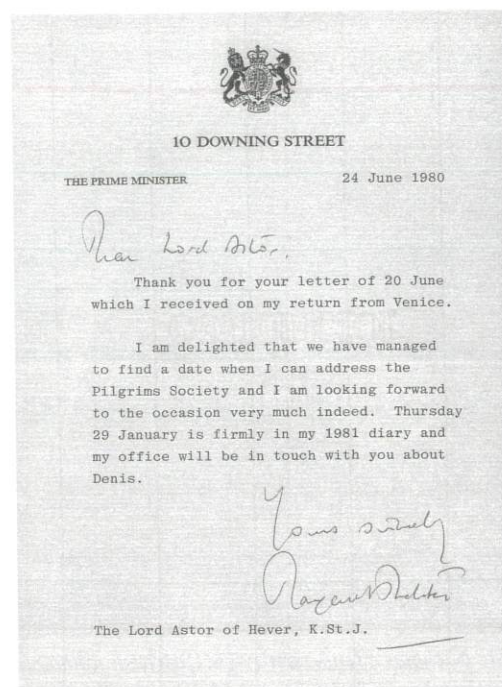 10 DOWNING STREET
THE PRIME MINISTER
24 June 1980
Dear Lord Astor,
Thank you for your letter of 20 June
which I received on my return from Venice.
I am delighted that we have managed
to find a date when I can address the
Pilgrims Society and I am looking forward
to the occasion very much indeed. Thursday
29 January is firmly in my 1981 diary and
my office will be in touch with you about
Denis.
Yours sincerely
Margaret Thatcher
The Lord Astor of Hever, K.St.J.